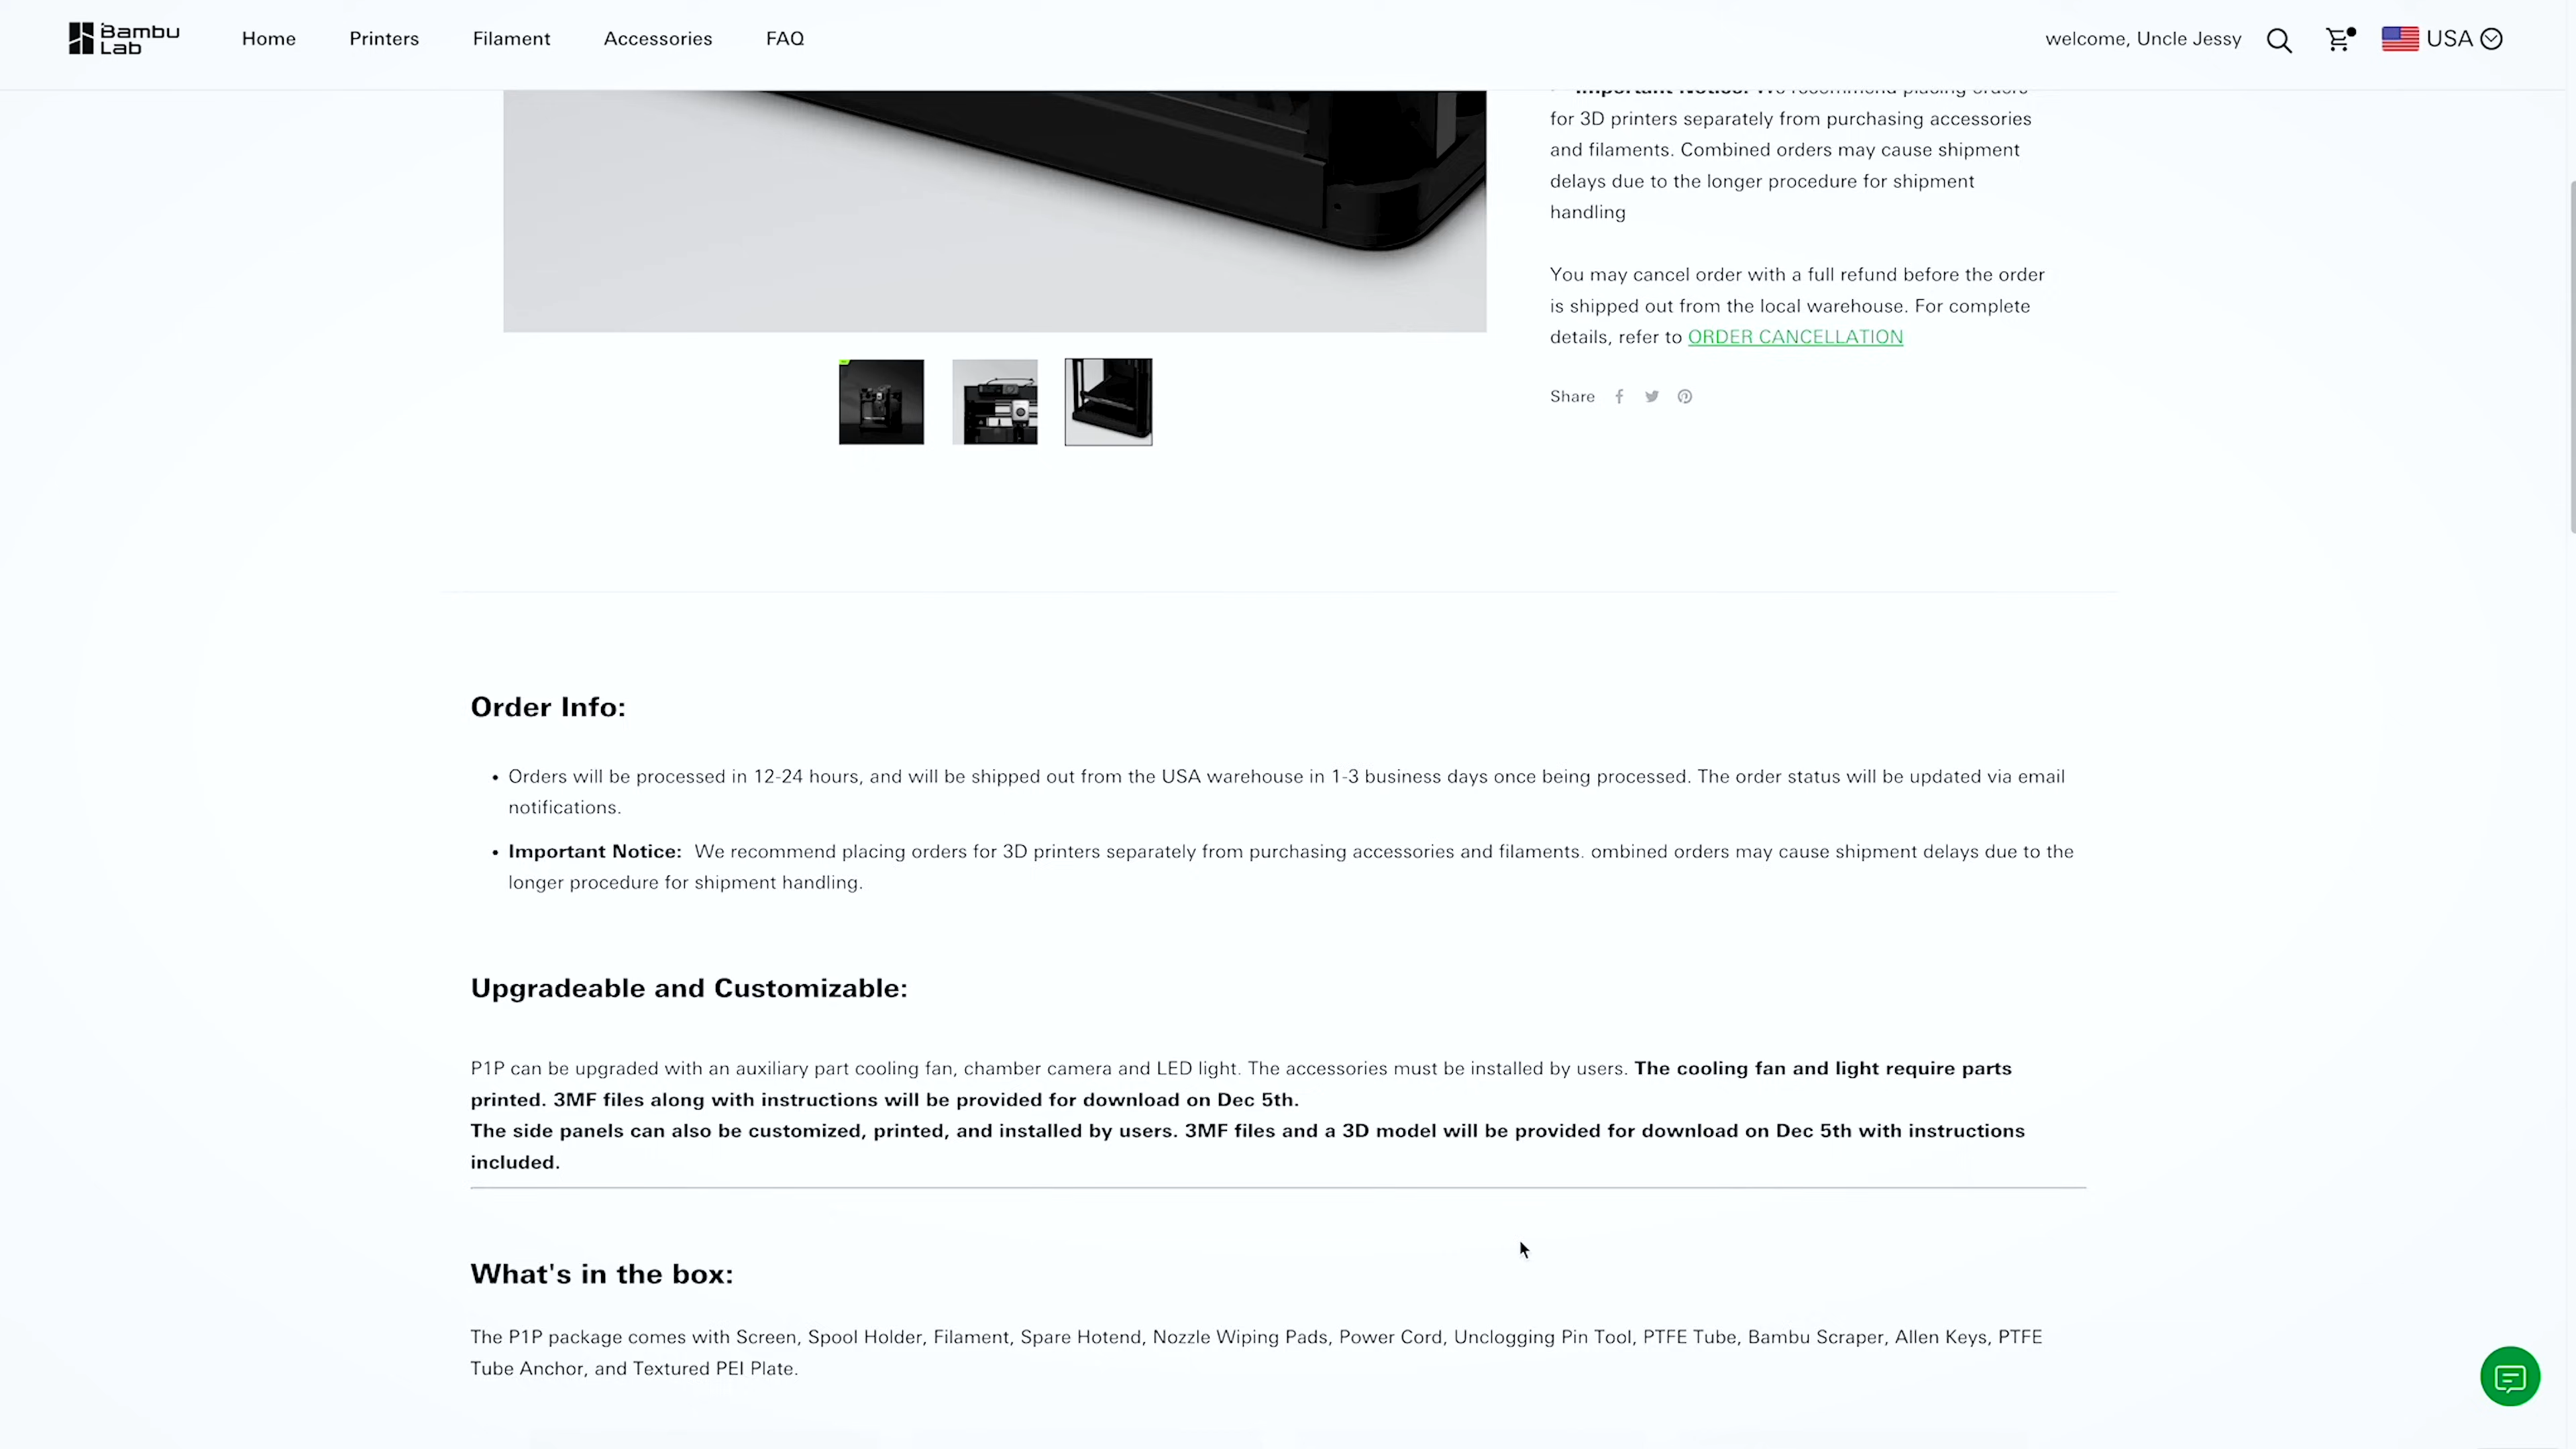 Bambu
Lab
Home
Printers
Filament
Accessories
FAQ
welcome, Uncle Jessy
USA
Important Notice: We recommend placing orders
for 3D printers separately from purchasing accessories
and filaments. Combined orders may cause shipment
delays due to the longer procedure for shipment
handling
You may cancel order with a full refund before the order
is shipped out from the local warehouse. For complete
details, refer to ORDER CANCELLATION
Share
Order Info:
• Orders will be processed in 12-24 hours, and will be shipped out from the USA warehouse in 1-3 business days once being processed. The order status will be updated via email
notifications.
• Important Notice: We recommend placing orders for 3D printers separately from purchasing accessories and filaments. ombined orders may cause shipment delays due to the
longer procedure for shipment handling.
Upgradeable and Customizable:
P1P can be upgraded with an auxiliary part cooling fan, chamber camera and LED light. The accessories must be installed by users. The cooling fan and light require parts
printed. 3MF files along with instructions will be provided for download on Dec 5th.
The side panels can also be customized, printed, and installed by users. 3MF files and a 3D model will be provided for download on Dec 5th with instructions
included.
What's in the box:
The P1P package comes with Screen, Spool Holder, Filament, Spare Hotend, Nozzle Wiping Pads, Power Cord, Unclogging Pin Tool, PTFE Tube, Bambu Scraper, Allen Keys, PTFE
Tube Anchor, and Textured PEI Plate.